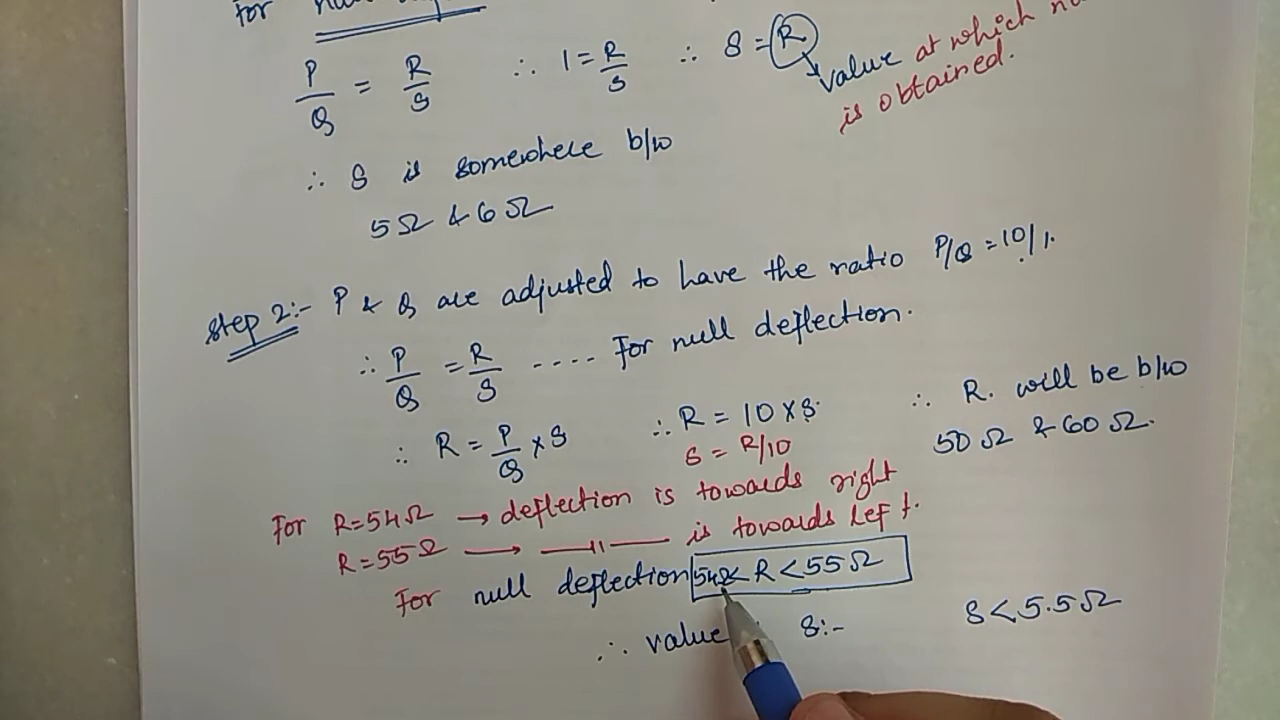 For null
P/Q = R/S ∴ 1 = R/S ∴ S = R
value at which
is obtained.
∴ S is somewhere b/w
5Ω & 6Ω
Step 2:- P & Q are adjusted to have the ratio P/Q = 10/1.
∴ P/Q = R/S .... For null deflection.
∴ R = P/Q × S ∴ R = 10 × S. ∴ R. will be b/w
S = R/10 50Ω & 60Ω.
For R=54Ω → deflection is towards right
R=55Ω → —〃— is towards Left.
For null deflection 54Ω< R < 55Ω
∴ value S:- S < 5.5Ω